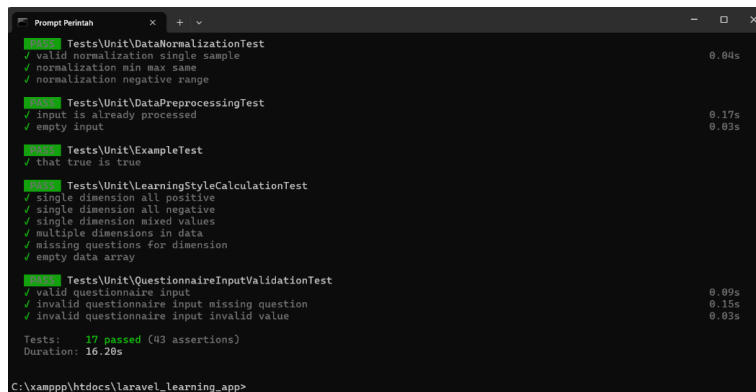 Prompt Perintah
PASS Tests\Unit\DataNormalizationTest
✓ valid normalization single sample 0.04s
✓ normalization min max same
✓ normalization negative range
PASS Tests\Unit\DataPreprocessingTest
✓ input is already processed 0.17s
✓ empty input 0.03s
PASS Tests\Unit\ExampleTest
✓ that true is true
PASS Tests\Unit\LearningStyleCalculationTest
✓ single dimension all positive
✓ single dimension all negative
✓ single dimension mixed values
✓ multiple dimensions in data
✓ missing questions for dimension
✓ empty data array
PASS Tests\Unit\QuestionnaireInputValidationTest
✓ valid questionnaire input 0.09s
✓ invalid questionnaire input missing question 0.15s
✓ invalid questionnaire input invalid value 0.03s
Tests: 17 passed (43 assertions)
Duration: 16.20s
C:\xamppp\htdocs\laravel_learning_app>